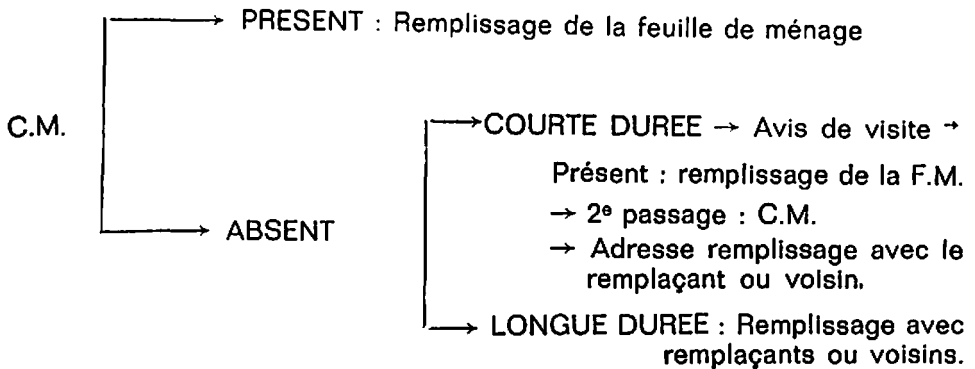 → PRESENT : Remplissage de la feuille de ménage
C.M.
→ COURTE DUREE → Avis de visite →
Présent : remplissage de la F.M.
→ 2e passage : C.M.
→ ABSENT
→ Adresse remplissage avec le
remplaçant ou voisin.
→ LONGUE DUREE : Remplissage avec
remplaçants ou voisins.